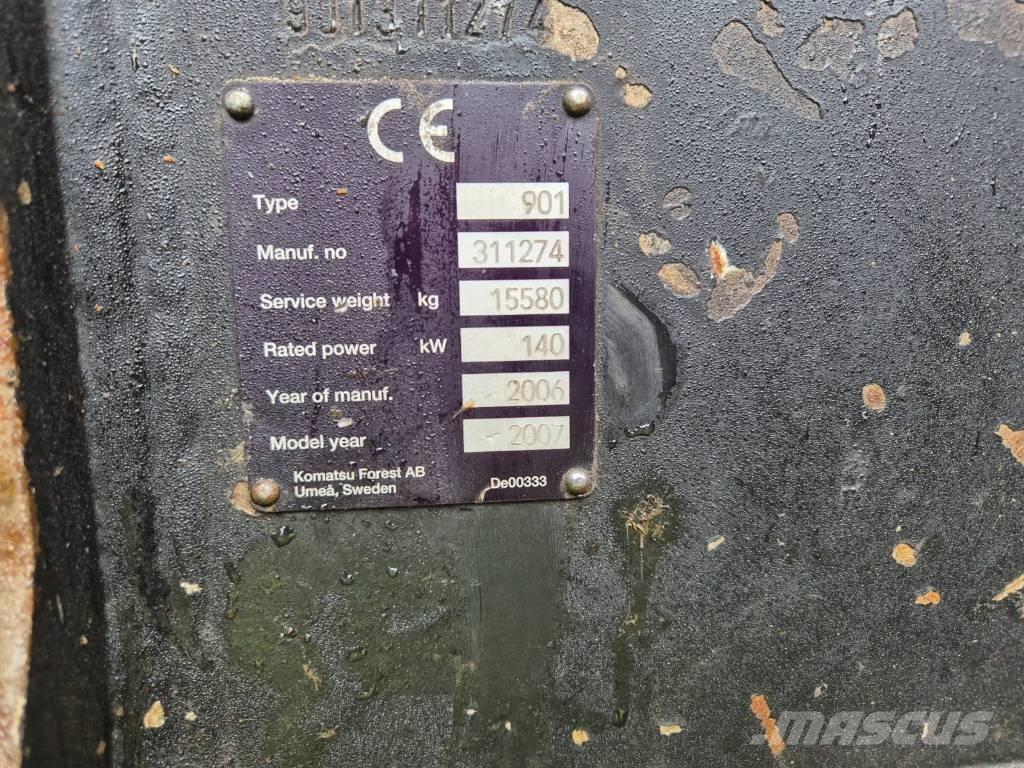 901311274
CE
Type 901
Manuf. no 311274
Service weight kg 15580
Rated power kW 140
Year of manuf. 2006
Model year 2007
Komatsu Forest AB
Umeå, Sweden De00333
MASCUS